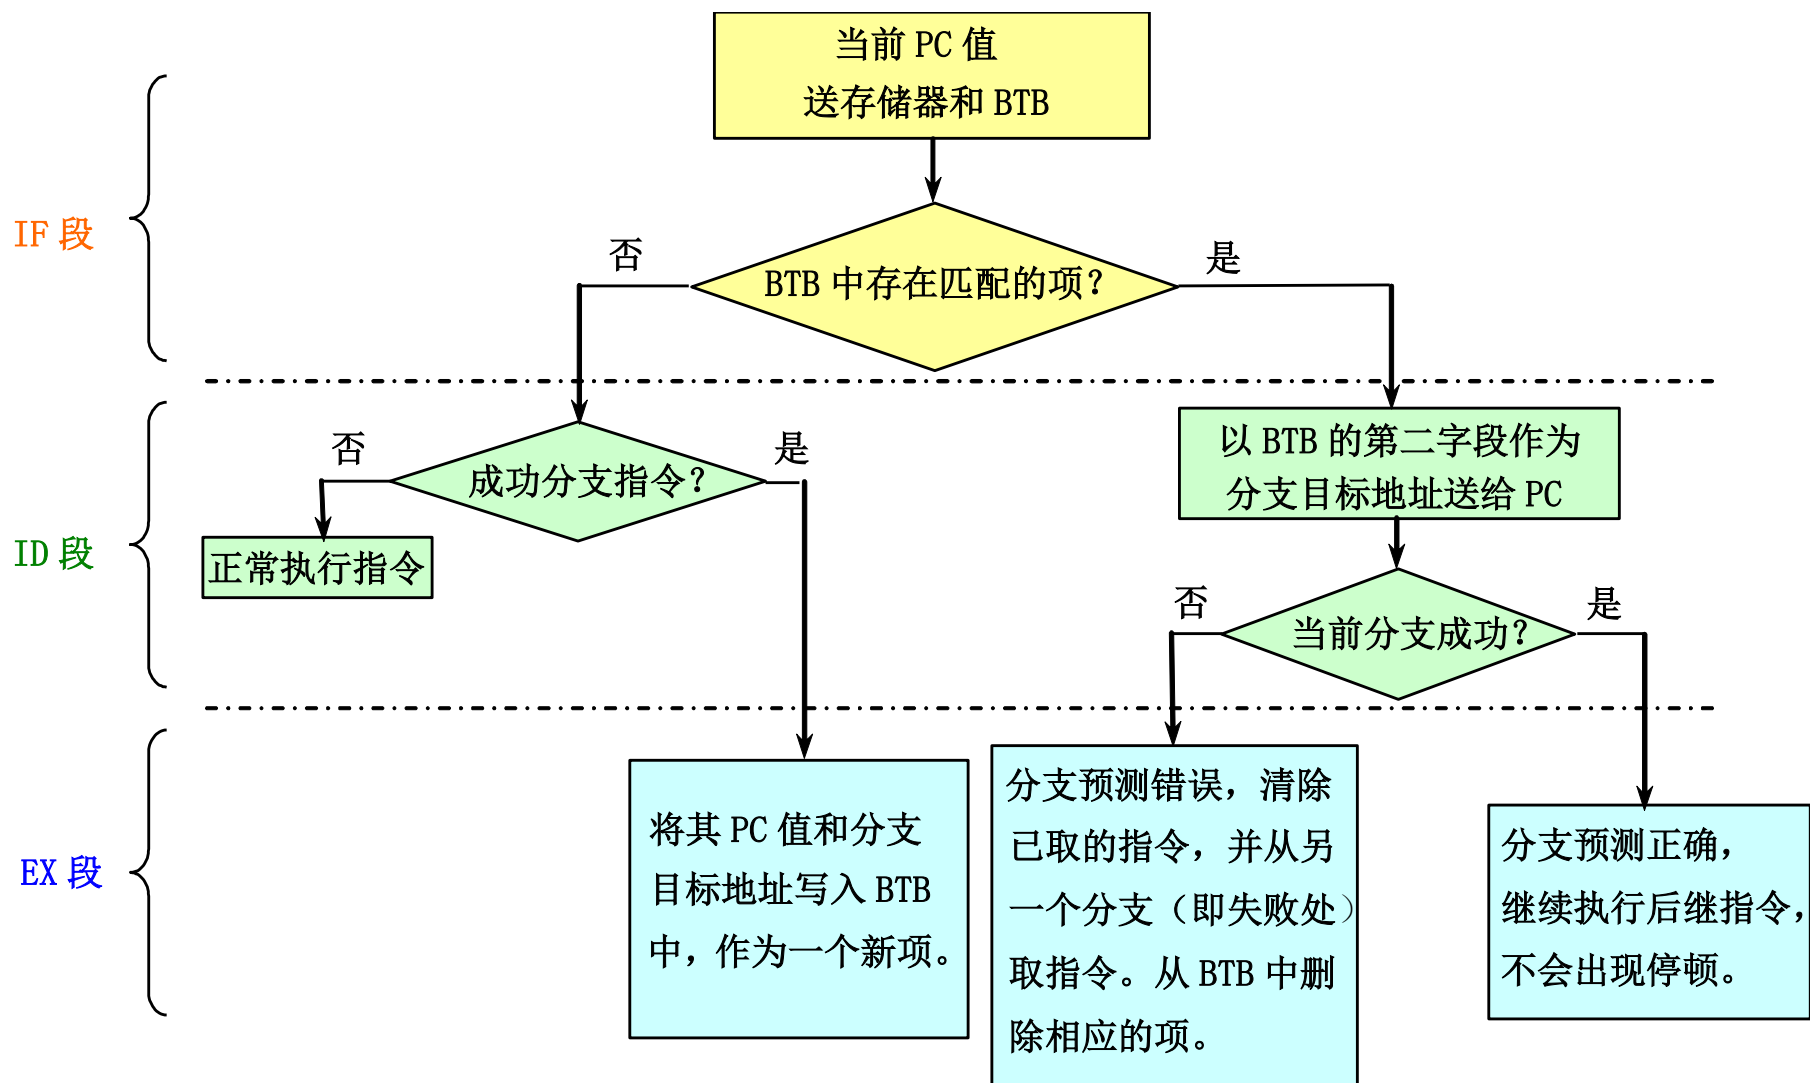 当前 PC 值
送存储器和 BTB
IF 段
否
是
BTB 中存在匹配的项？
否
是
成功分支指令？
以 BTB 的第二字段作为
分支目标地址送给 PC
ID 段
正常执行指令
否
是
当前分支成功？
EX 段
将其 PC 值和分支
目标地址写入 BTB
中，作为一个新项。
分支预测错误，清除
已取的指令，并从另
一个分支（即失败处）
取指令。从 BTB 中删
除相应的项。
分支预测正确，
继续执行后继指令，
不会出现停顿。